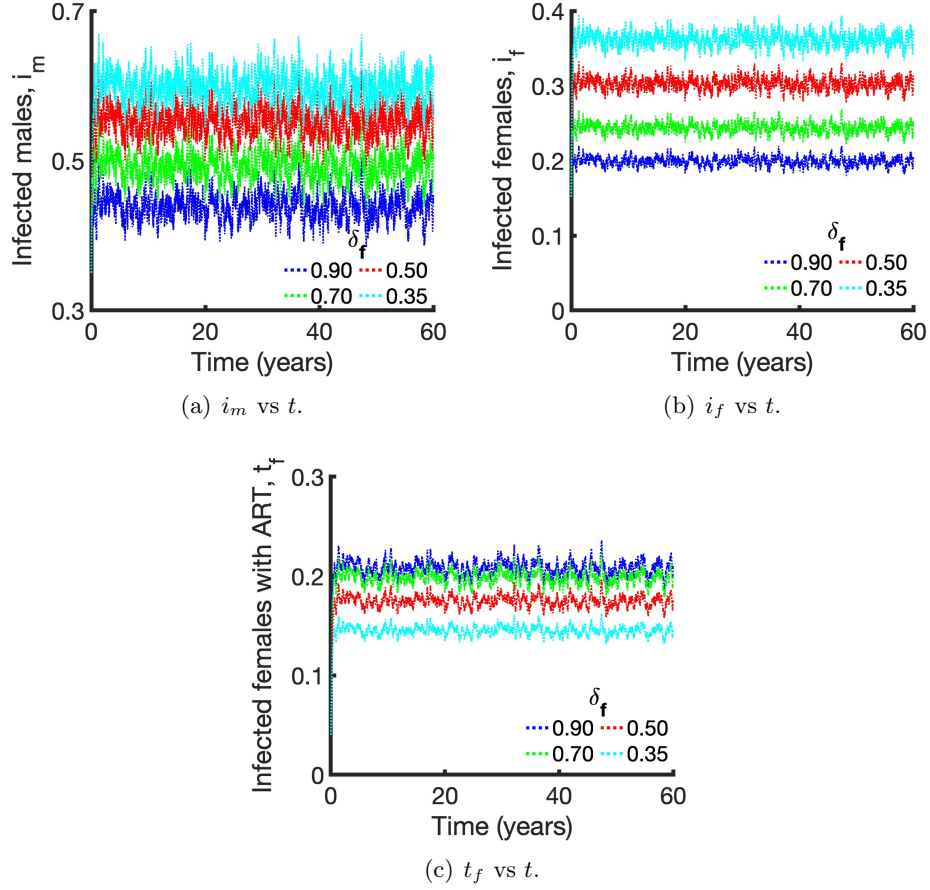 0.7
0.5
0.3
Infected males, i_m
δ_f
0.90 0.50
0.70 0.35
0 20 40 60
Time (years)
(a) i_m vs t.
0.4
0.3
0.2
0.1
0
Infected females, i_f
δ_f
0.90 0.50
0.70 0.35
0 20 40 60
Time (years)
(b) i_f vs t.
0.3
0.2
0.1
0
Infected females with ART, t_f
δ_f
0.90 0.50
0.70 0.35
0 20 40 60
Time (years)
(c) t_f vs t.